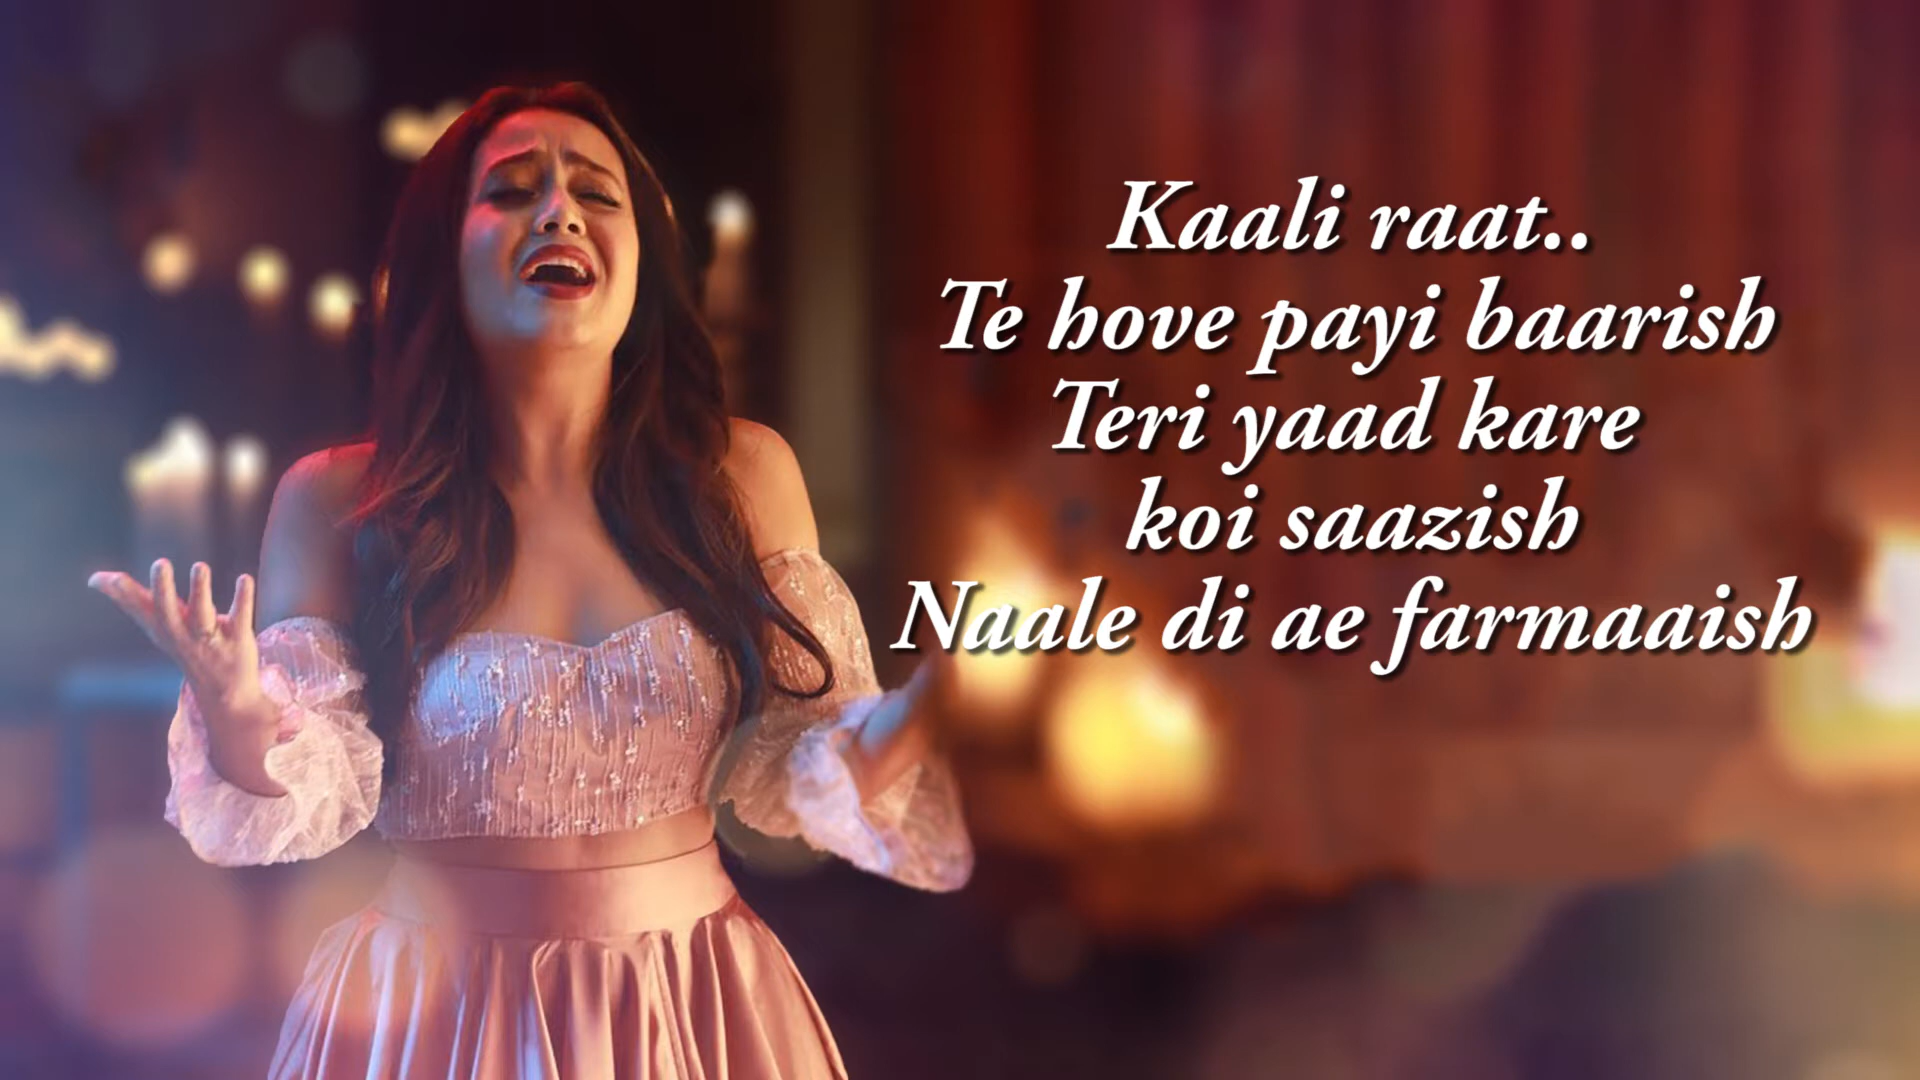 Kaali raat..
Te hove payi baarish
Teri yaad kare
koi saazish
Naale di ae farmaaish